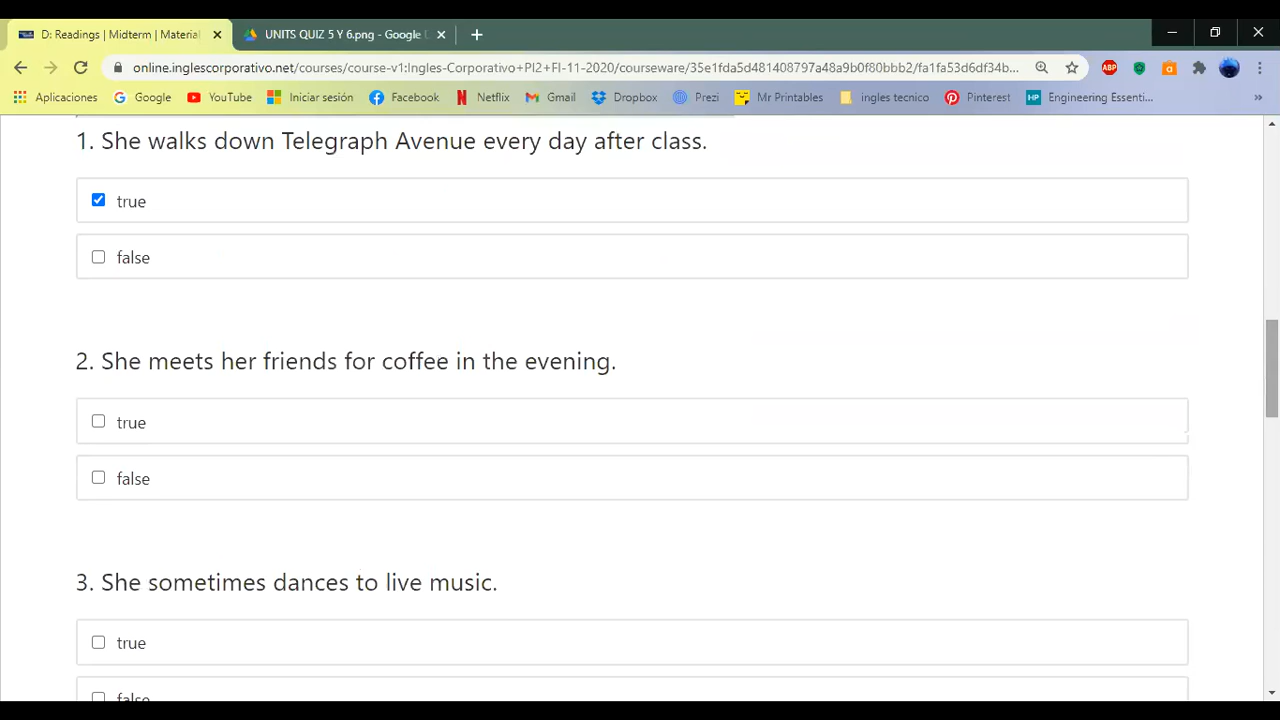 D: Readings | Midterm | Material
UNITS QUIZ 5 Y 6.png - Google
online.inglescorporativo.net/courses/course-v1:Ingles-Corporativo+PI2+FI-11-2020/courseware/35e1fda5d481408797a48a9b0f80bbb2/fa1fa53d6df34b...
ABP
Aplicaciones Google YouTube Iniciar sesión Facebook Netflix Gmail Dropbox Prezi Mr Printables ingles tecnico Pinterest HP Engineering Essenti... »
1. She walks down Telegraph Avenue every day after class.
true
false
2. She meets her friends for coffee in the evening.
true
false
3. She sometimes dances to live music.
true
false